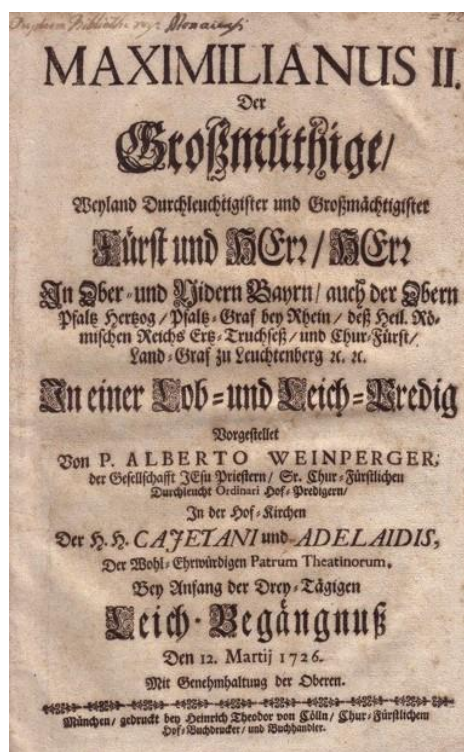 = 22
MAXIMILIANUS II.
Der
Großmüthige/
Weyland Durchleuchtigister und Großmächtigister
Fürst und HErr/ HErr
In Ober- und Nidern Bayrn/ auch der Obern
Pfaltz Hertzog/ Pfaltz-Graf bey Rhein/ deß Heil. Rö-
mischen Reichs Ertz-Truchseß/ und Chur-Fürst/
Land-Graf zu Leuchtenberg ꝛc. ꝛc.
In einer Lob- und Leich-Predig
Vorgestellet
Von P. ALBERTO WEINPERGER,
der Gesellschafft JEsu Priestern/ Sr. Chur-Fürstlichen
Durchleucht Ordinari Hof-Predigern/
In der Hof-Kirchen
Der H.H. CAJETANI und ADELAIDIS,
Der Wohl-Ehrwürdigen Patrum Theatinorum.
Bey Anfang der Drey-Tägigen
Leich-Begängnuß
Den 12. Martij 1726.
Mit Genehmhaltung der Oberen.
München/ gedruckt bey Heinrich Theodor von Cölln/ Chur-Fürstlichem
Hof-Buchdrucker/ und Buchhandler.